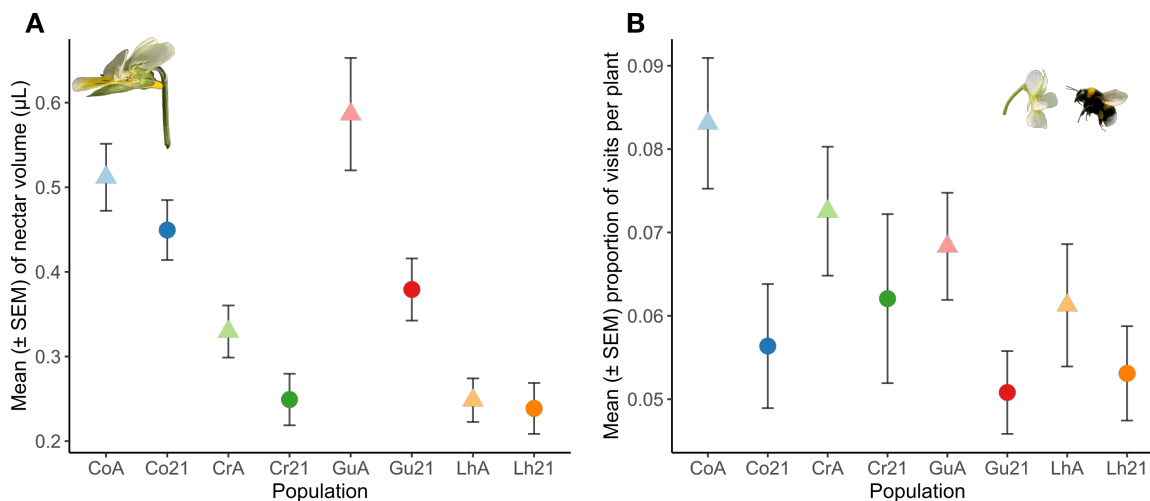 A
Mean (± SEM) of nectar volume (µL)
0.6
0.5
0.4
0.3
0.2
CoA Co21 CrA Cr21 GuA Gu21 LhA Lh21
Population
B
Mean (± SEM) proportion of visits per plant
0.09
0.08
0.07
0.06
0.05
CoA Co21 CrA Cr21 GuA Gu21 LhA Lh21
Population